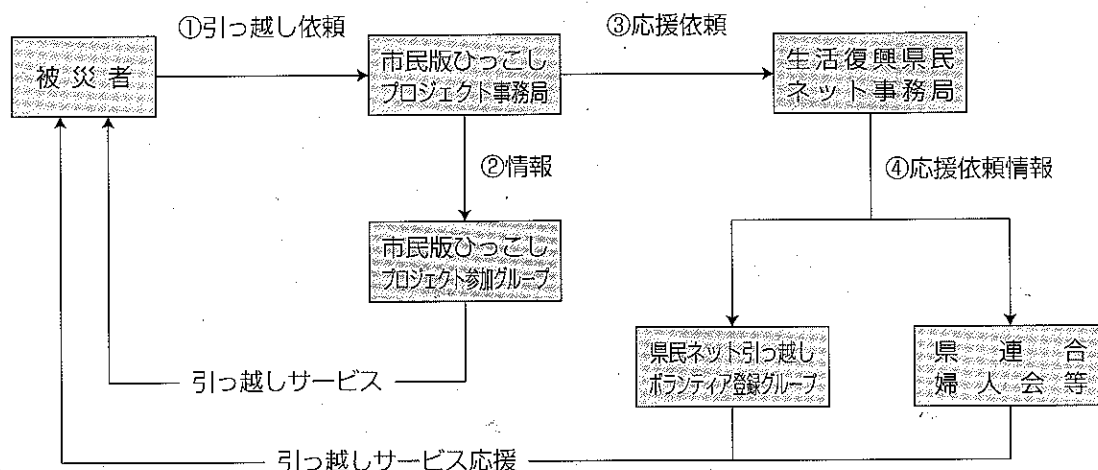 ①引っ越し依頼
③応援依頼
被災者
市民版ひっこし
プロジェクト事務局
生活復興県民
ネット事務局
②情報
④応援依頼情報
市民版ひっこし
プロジェクト参加グループ
県民ネット引っ越し
ボランティア登録グループ
県連合
婦人会等
引っ越しサービス
引っ越しサービス応援